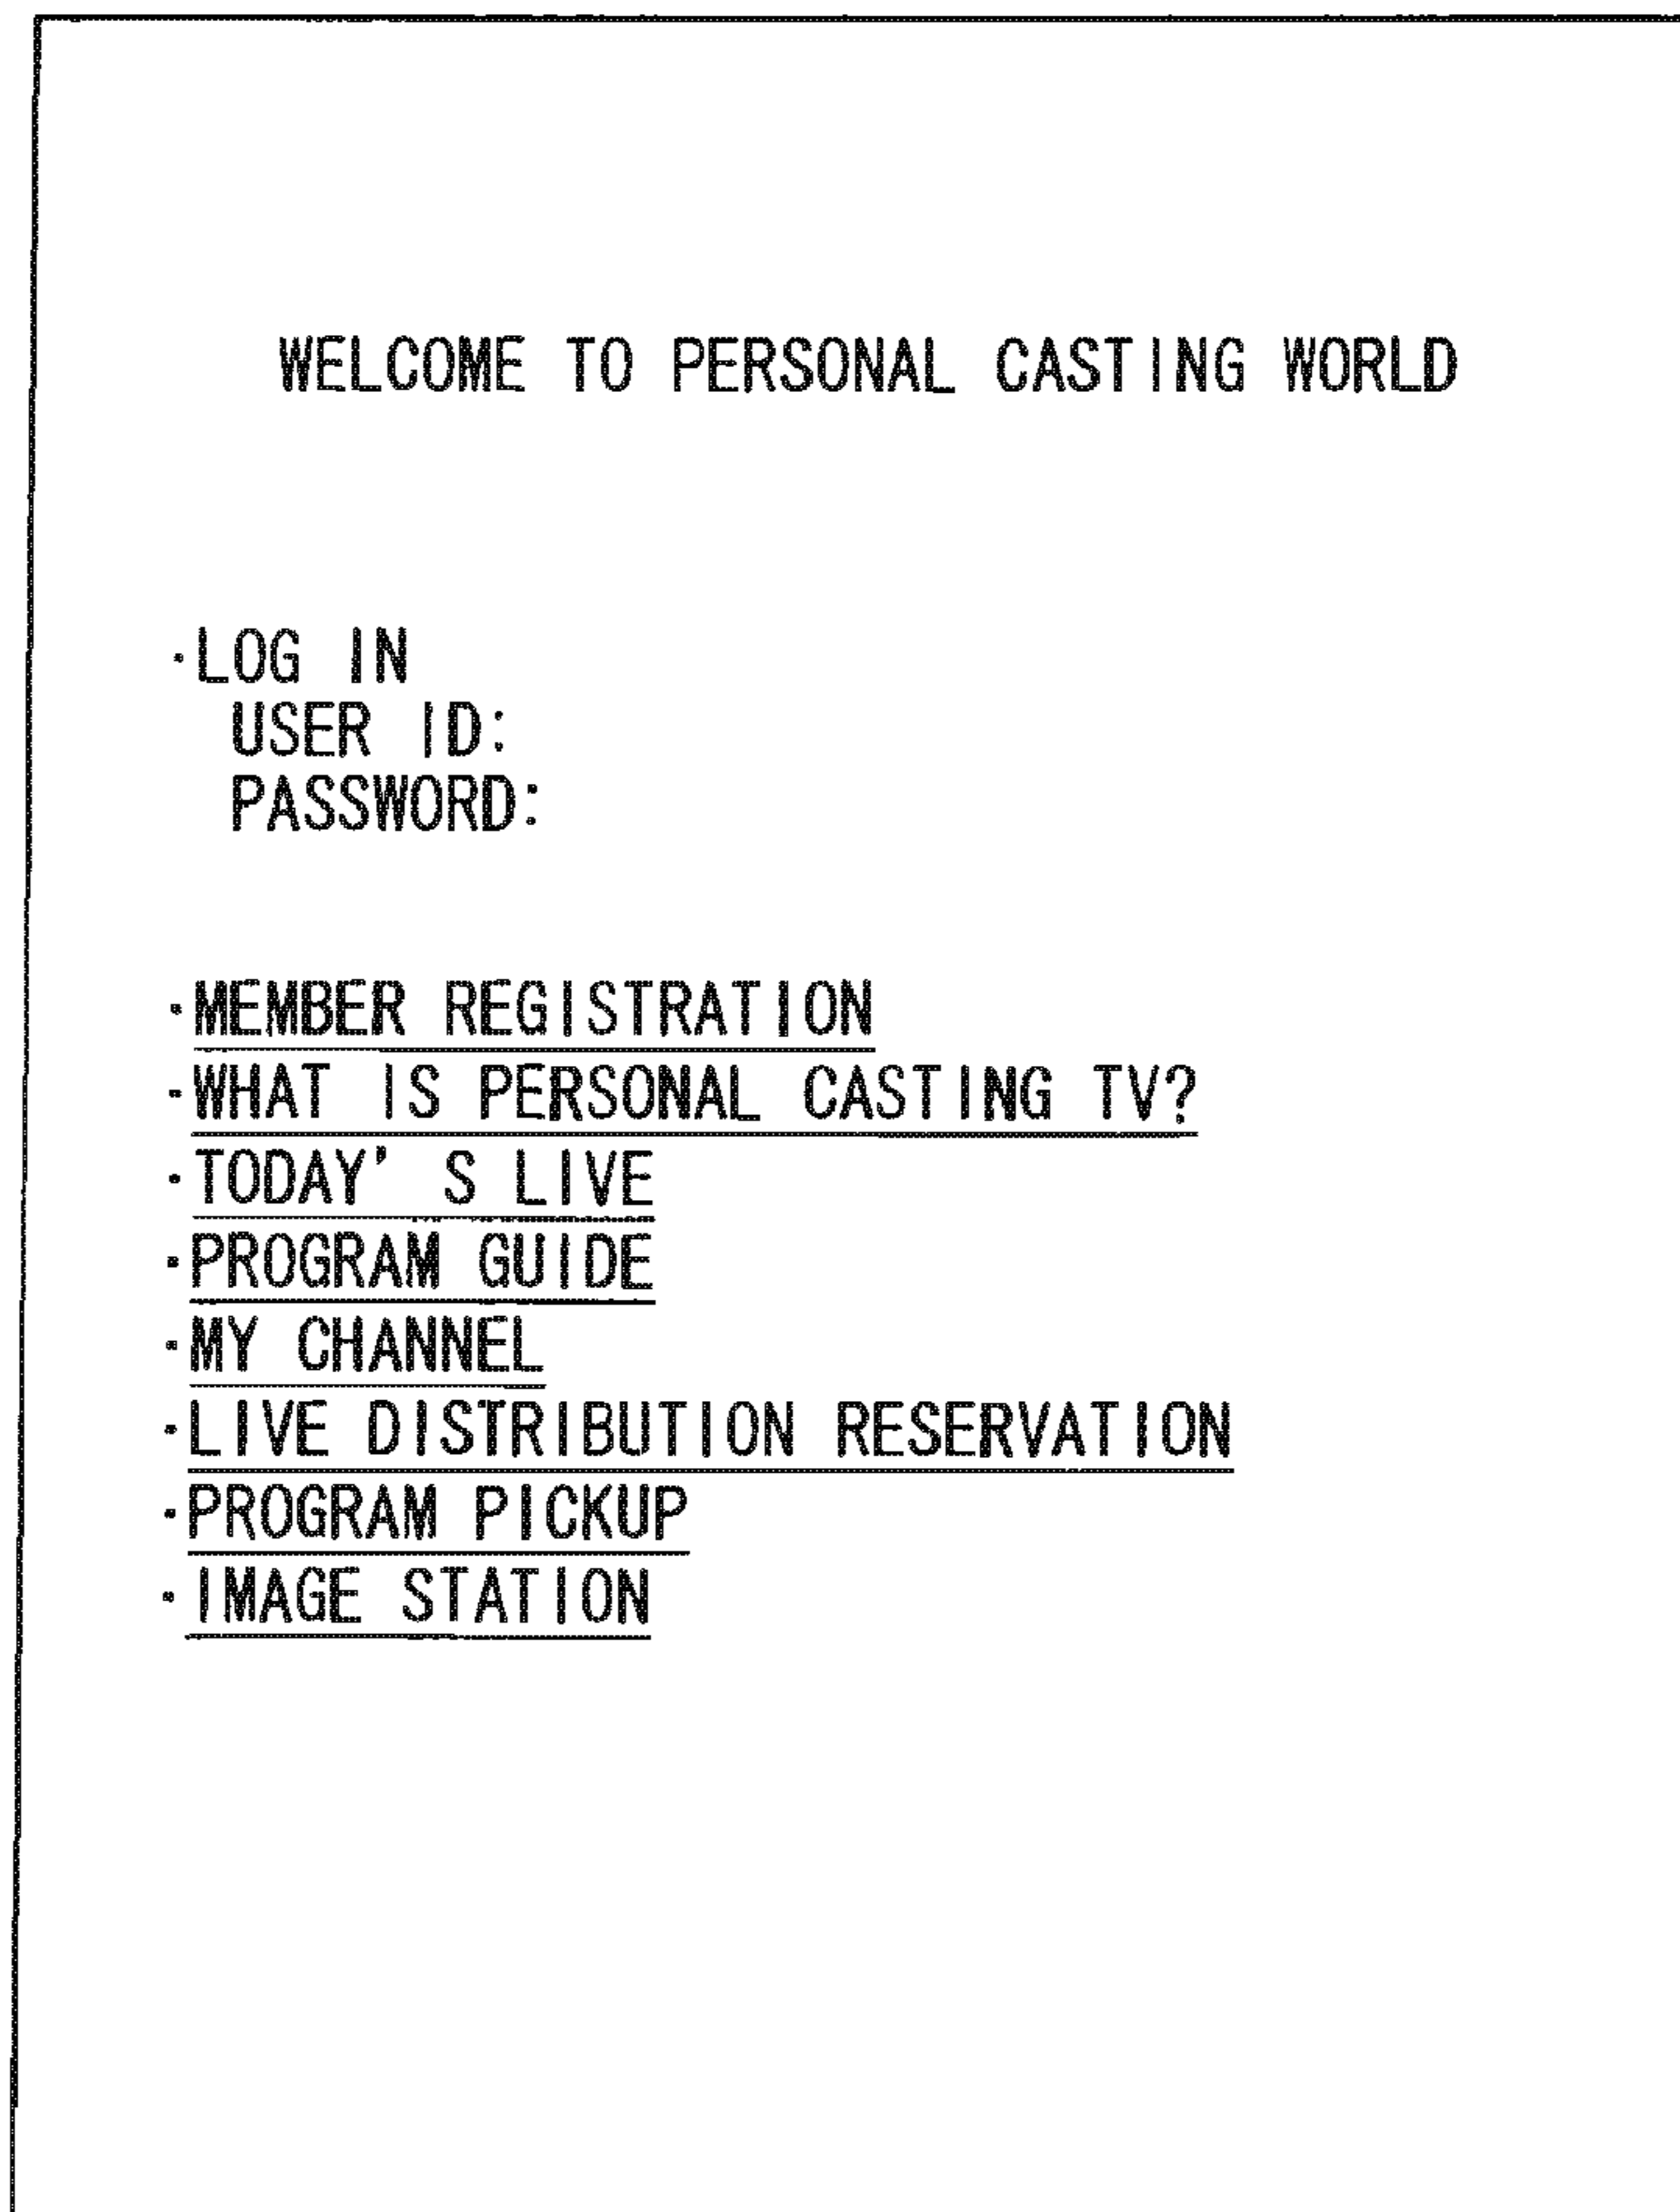 WELCOME TO PERSONAL CASTING WORLD
·LOG IN
USER ID:
PASSWORD:
·MEMBER REGISTRATION
·WHAT IS PERSONAL CASTING TV?
·TODAY'S LIVE
·PROGRAM GUIDE
·MY CHANNEL
·LIVE DISTRIBUTION RESERVATION
·PROGRAM PICKUP
·IMAGE STATION